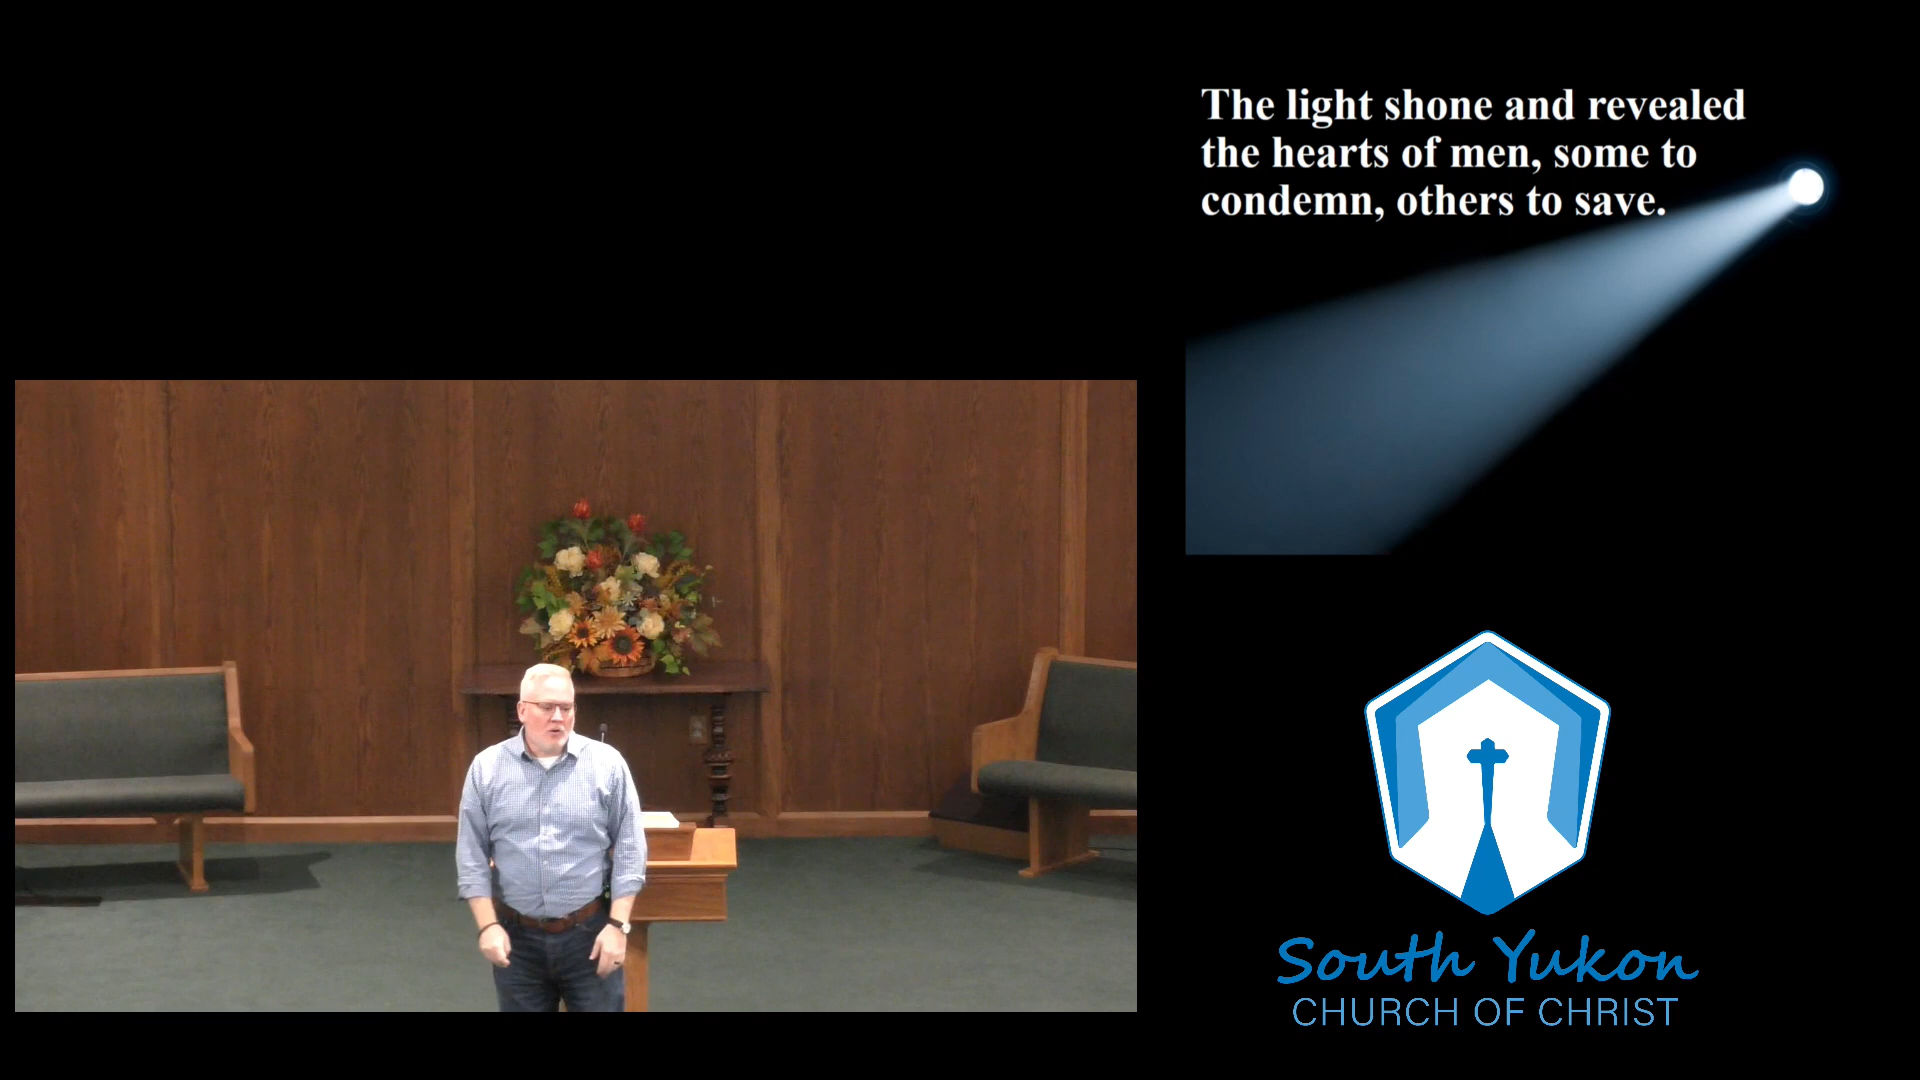 The light shone and revealed
the hearts of men, some to
condemn, others to save.
South Yukon
CHURCH OF CHRIST